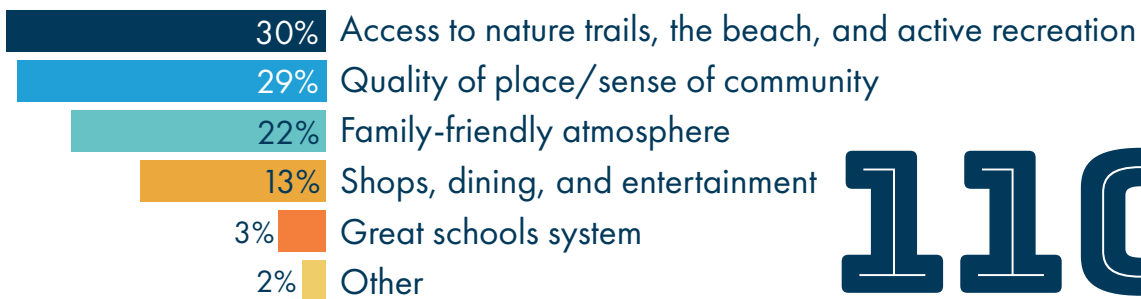 30% Access to nature trails, the beach, and active recreation
29% Quality of place/sense of community
22% Family-friendly atmosphere
13% Shops, dining, and entertainment
3% Great schools system
2% Other
110